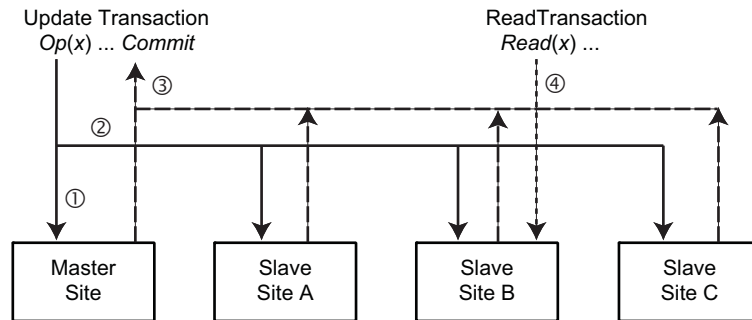 Update Transaction
Op(x) ... Commit
ReadTransaction
Read(x) ...
③
④
②
①
Master
Site
Slave
Site A
Slave
Site B
Slave
Site C